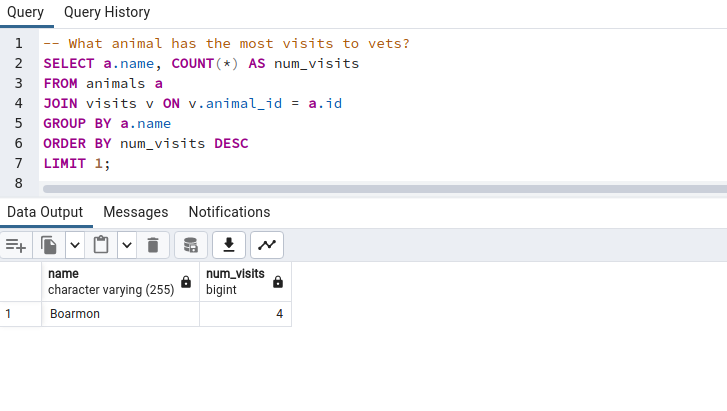 Query Query History
1 -- What animal has the most visits to vets?
2 SELECT a.name, COUNT(*) AS num_visits
3 FROM animals a
4 JOIN visits v ON v.animal_id = a.id
5 GROUP BY a.name
6 ORDER BY num_visits DESC
7 LIMIT 1;
8
Data Output Messages Notifications
name num_visits
character varying (255) bigint
1 Boarmon 4